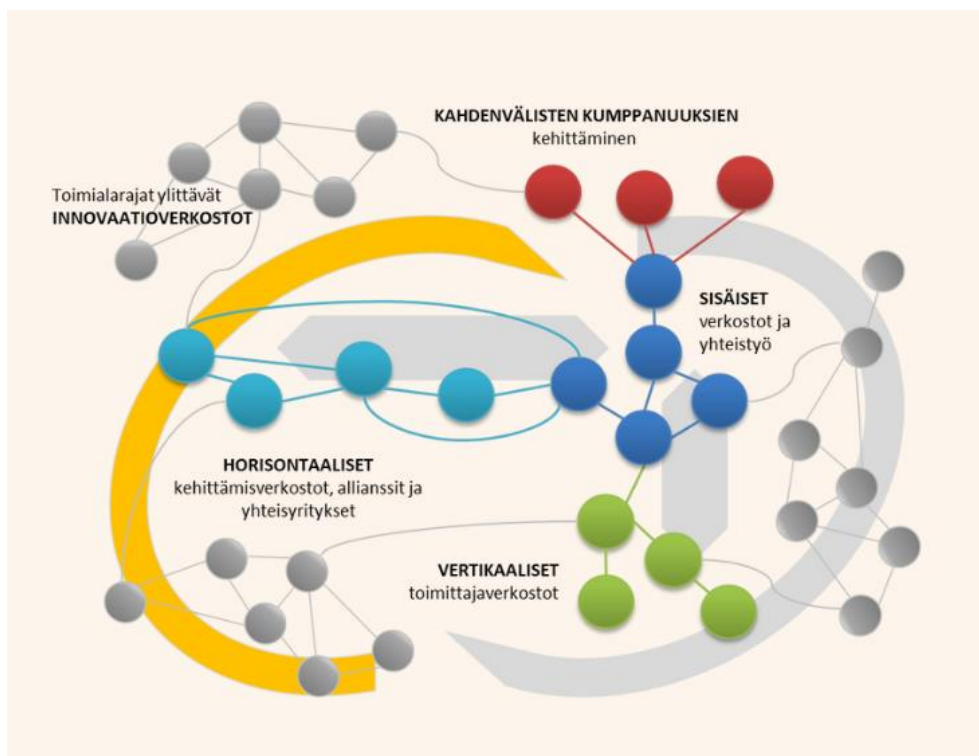 KAHDENVÄLISTEN KUMPPANUUKSIEN
kehittäminen
Toimialarajat ylittävät
INNOVAATIOVERKOSTOT
SISÄISET
verkostot ja
yhteistyö
HORISONTAALISET
kehittämisverkostot, allianssit ja
yhteisyritykset
VERTIKAALISET
toimittajaverkostot